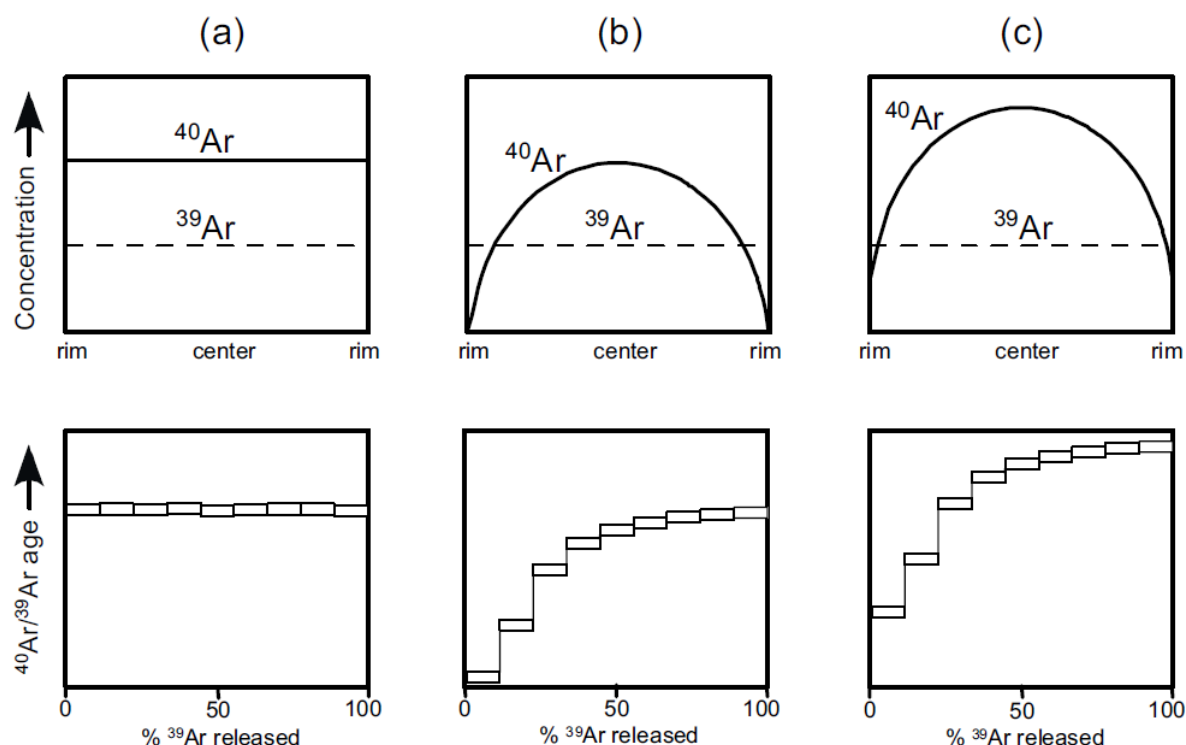 (a) (b) (c)
Concentration
⁴⁰Ar
³⁹Ar
rim center rim
⁴⁰Ar
³⁹Ar
rim center rim
⁴⁰Ar
³⁹Ar
rim center rim
⁴⁰Ar/³⁹Ar age
0 50 100
% ³⁹Ar released
0 50 100
% ³⁹Ar released
0 50 100
% ³⁹Ar released